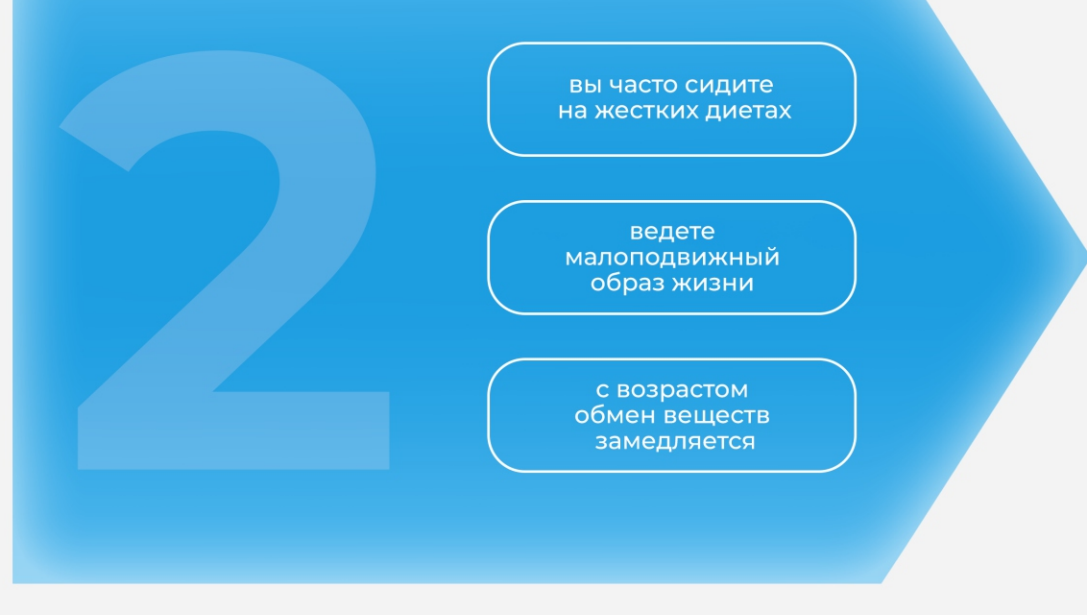 2
вы часто сидите
на жестких диетах
ведете
малоподвижный
образ жизни
с возрастом
обмен веществ
замедляется